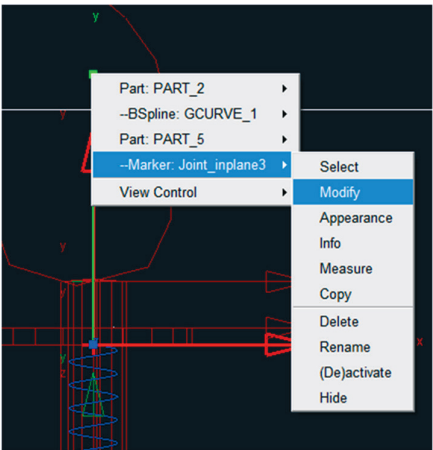 y
Part: PART_2
--BSpline: GCURVE_1
y
Part: PART_5
--Marker: Joint_inplane3
Select
View Control
Modify
Appearance
y
Info
Measure
y
Copy
Delete
x
Rename
y
z
(De)activate
Hide